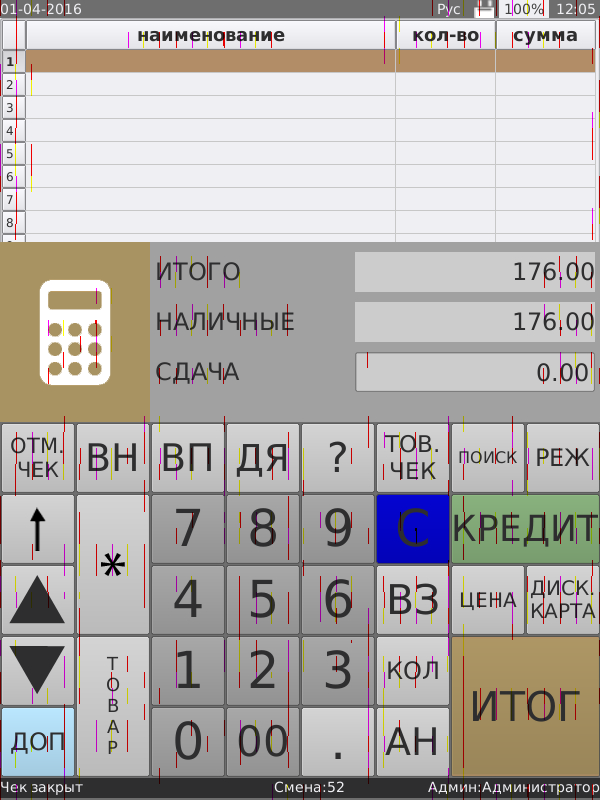 01-04-2016 Рус 100% 12:05
наименование кол-во сумма
1
2
3
4
5
6
7
8
ИТОГО 176.00
НАЛИЧНЫЕ 176.00
СДАЧА 0.00
ОТМ. ЧЕК ВН ВП ДЯ ? ТОВ. ЧЕК ПОИСК РЕЖ
7 8 9 С КРЕДИТ
*
4 5 6 ВЗ ЦЕНА ДИСК. КАРТА
ТОВАР 1 2 3 КОЛ ИТОГ
ДОП 0 00 . АН
Чек закрыт Смена:52 Админ:Администратор